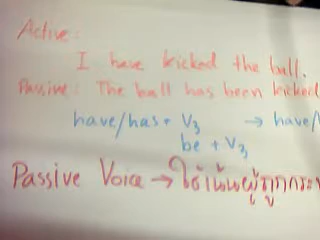 Active:
I have kicked the ball.
Passive: The ball has been kicked
have/has + V3 → have/
be + V3
Passive Voice → ใช้เน้นผู้ถูกกระ